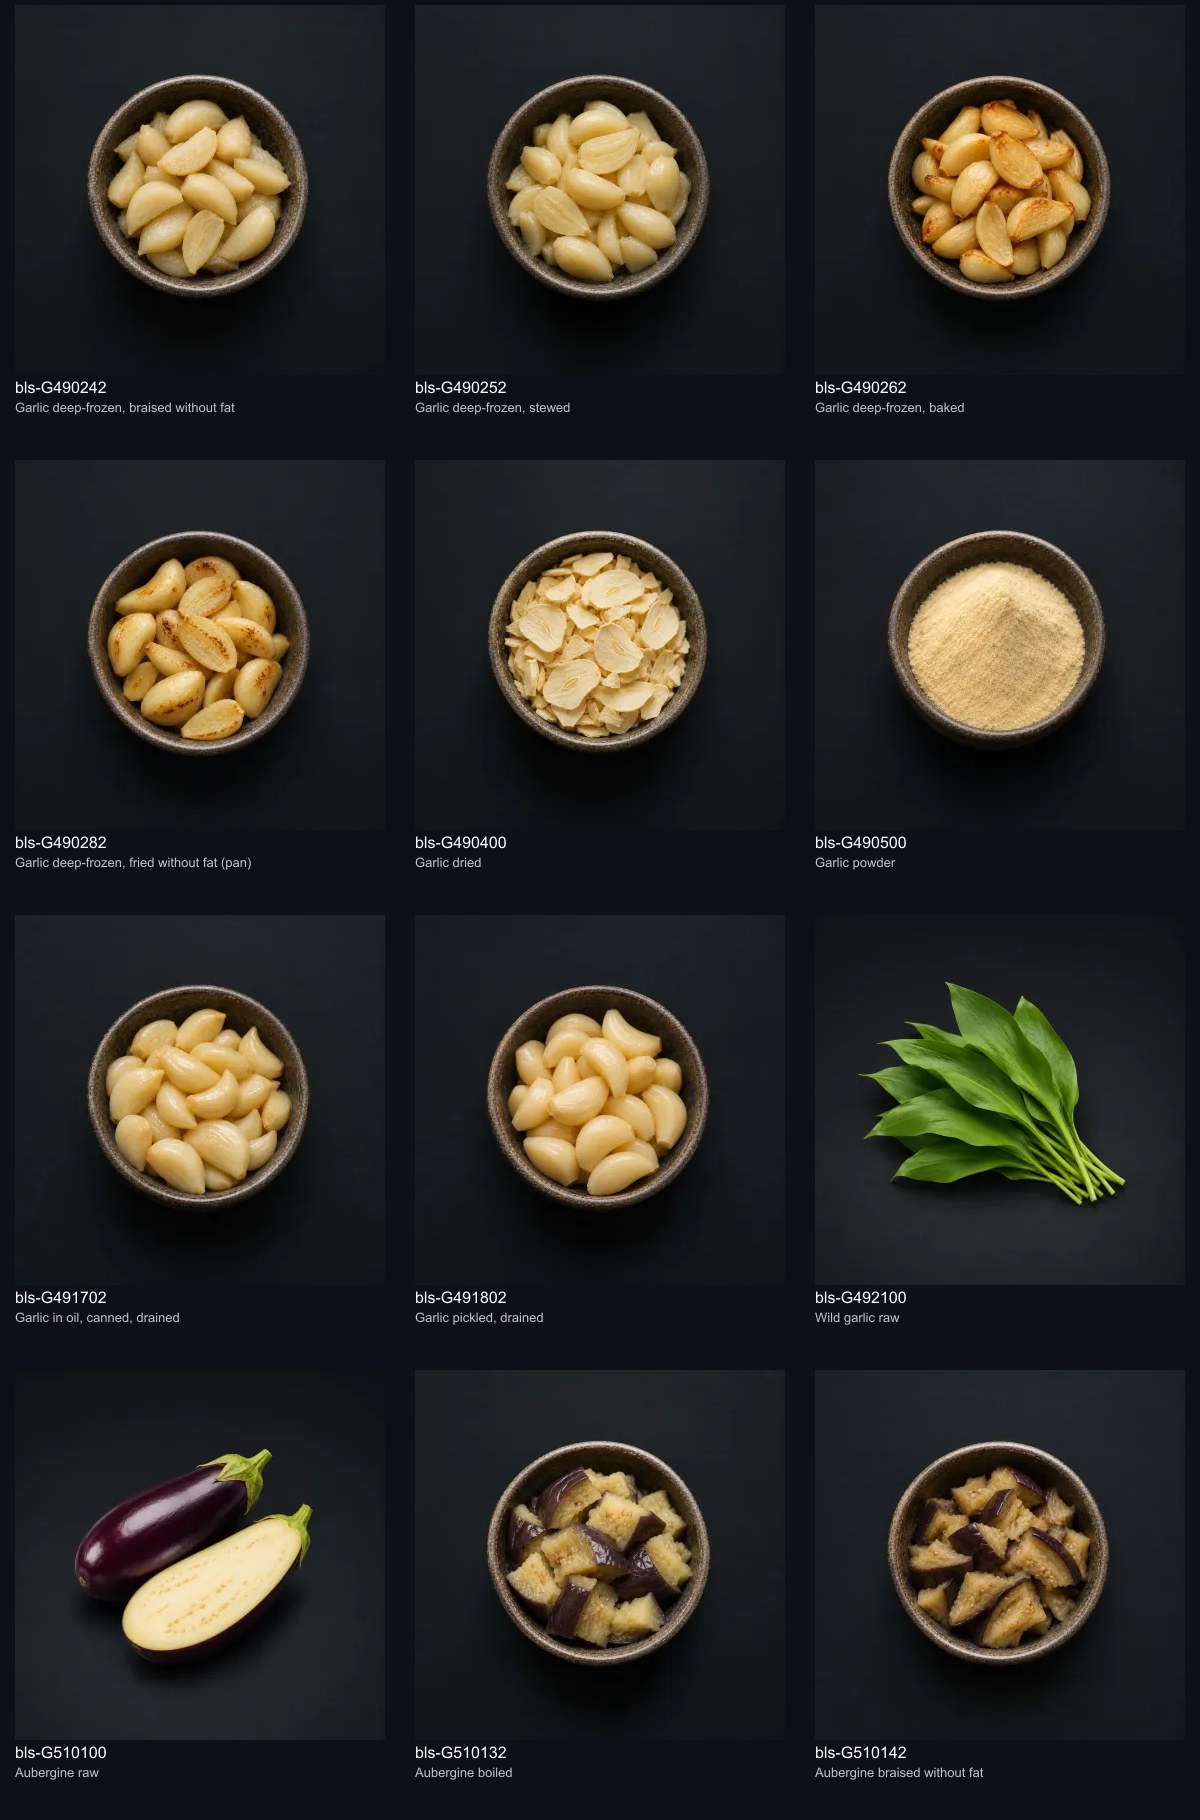 bls-G490242
Garlic deep-frozen, braised without fat
bls-G490252
Garlic deep-frozen, stewed
bls-G490262
Garlic deep-frozen, baked
bls-G490282
Garlic deep-frozen, fried without fat (pan)
bls-G490400
Garlic dried
bls-G490500
Garlic powder
bls-G491702
Garlic in oil, canned, drained
bls-G491802
Garlic pickled, drained
bls-G492100
Wild garlic raw
bls-G510100
Aubergine raw
bls-G510132
Aubergine boiled
bls-G510142
Aubergine braised without fat